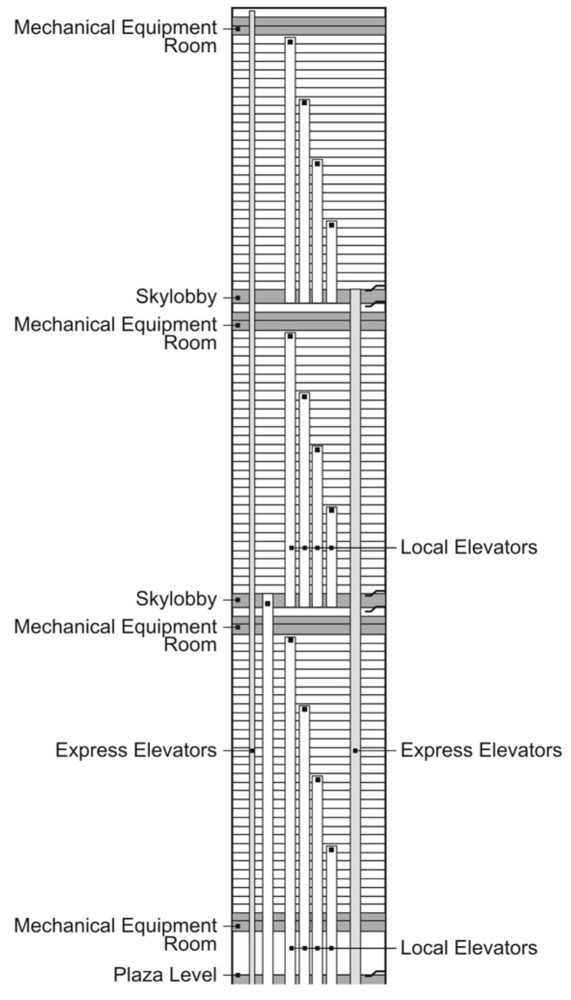 Mechanical Equipment
Room
Skylobby
Mechanical Equipment
Room
Local Elevators
Skylobby
Mechanical Equipment
Room
Express Elevators
Express Elevators
Mechanical Equipment
Room
Local Elevators
Plaza Level